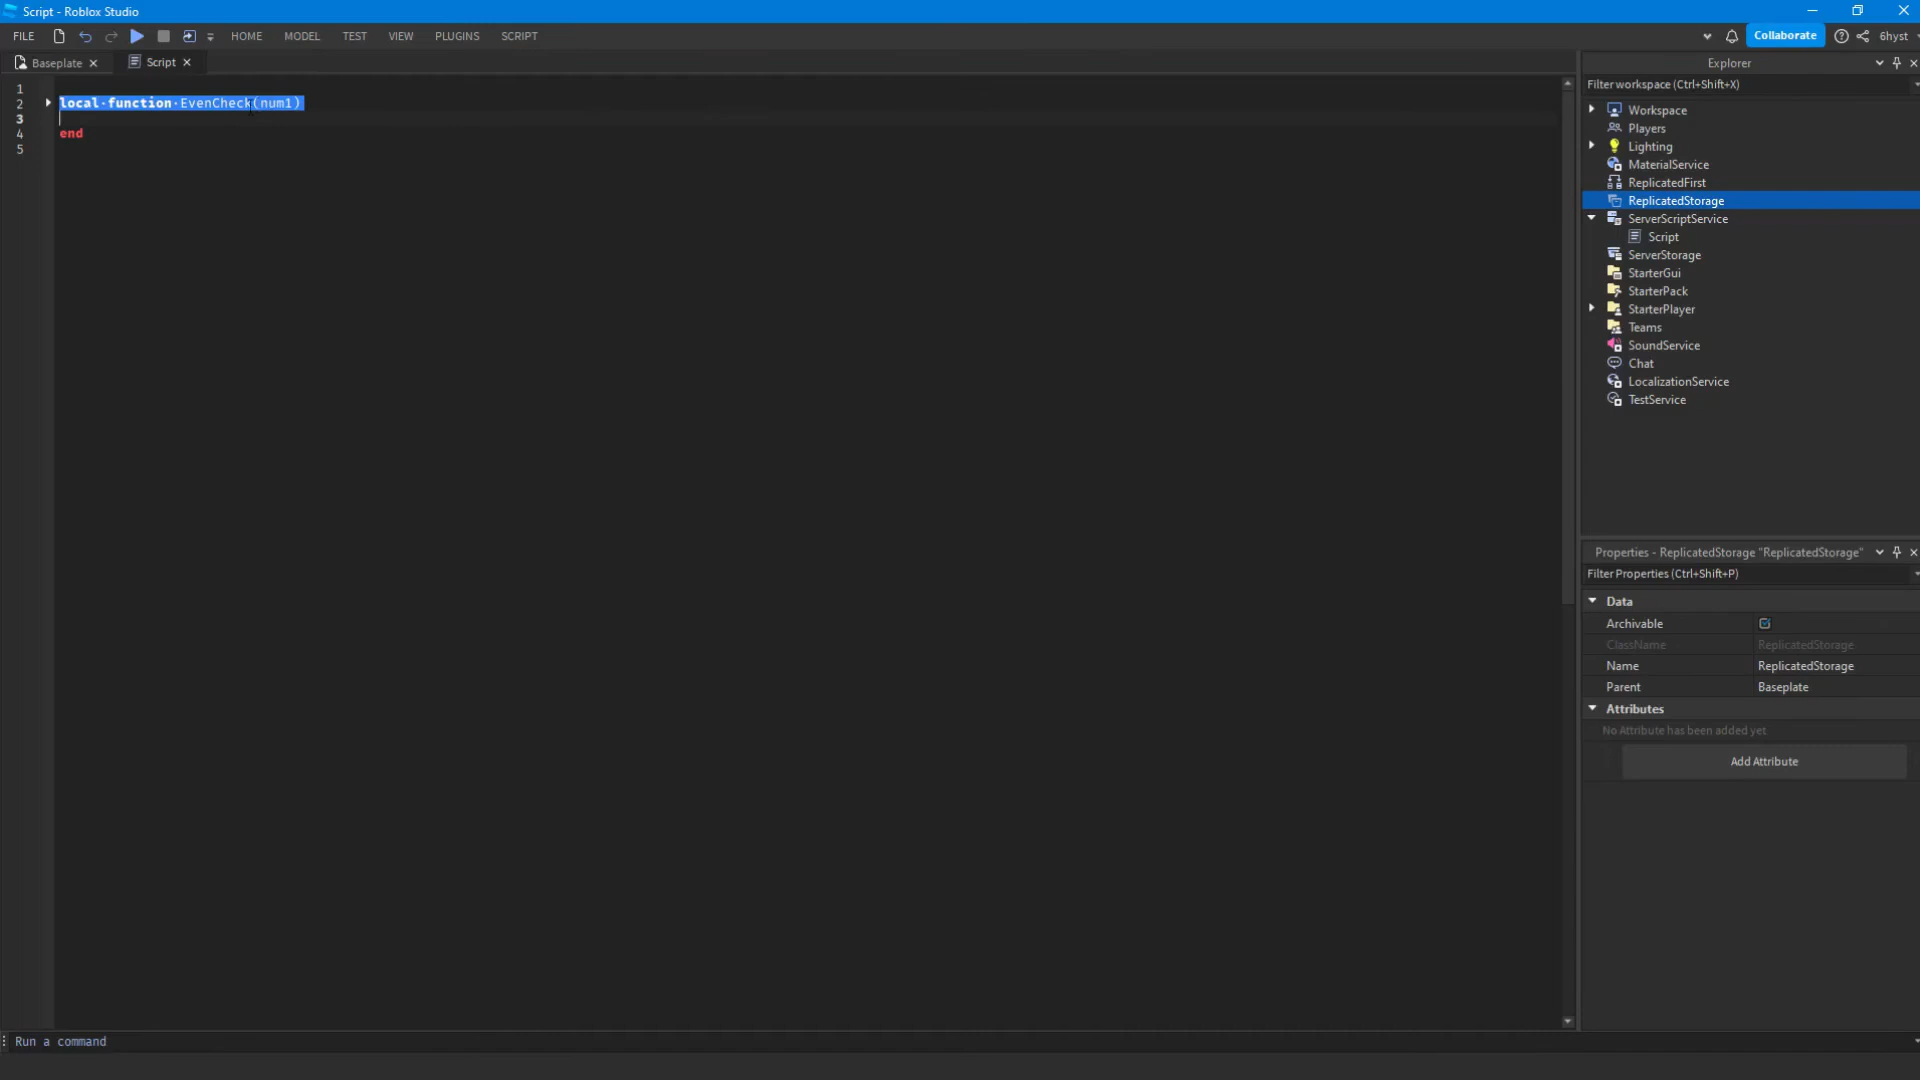 Script - Roblox Studio
FILE HOME MODEL TEST VIEW PLUGINS SCRIPT Collaborate 6hyst
Baseplate Script
1
2 local·function·EvenCheck(num1)
3
4 end
5
Explorer
Filter workspace (Ctrl+Shift+X)
Workspace
Players
Lighting
MaterialService
ReplicatedFirst
ReplicatedStorage
ServerScriptService
Script
ServerStorage
StarterGui
StarterPack
StarterPlayer
Teams
SoundService
Chat
LocalizationService
TestService
Properties - ReplicatedStorage "ReplicatedStorage"
Filter Properties (Ctrl+Shift+P)
Data
Archivable
ClassName ReplicatedStorage
Name ReplicatedStorage
Parent Baseplate
Attributes
No Attribute has been added yet
Add Attribute
Run a command